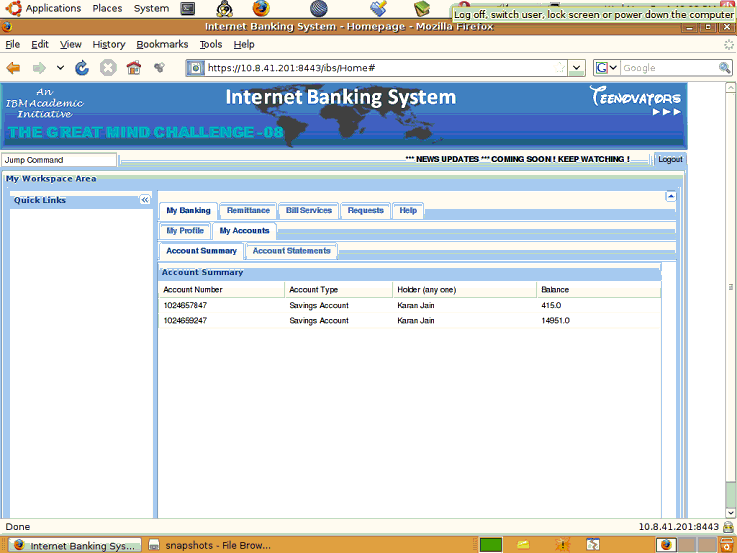 Applications Places System
Log off, switch user, lock screen or power down the computer
Internet Banking System - Homepage - Mozilla Firefox
File Edit View History Bookmarks Tools Help
https://10.8.41.201:8443/ibs/Home#
Google
An
IBM Academic
Initiative
Internet Banking System
TEENOVATORS
THE GREAT MIND CHALLENGE -08
Jump Command
*** NEWS UPDATES *** COMING SOON ! KEEP WATCHING !
Logout
My Workspace Area
Quick Links
My Banking Remittance Bill Services Requests Help
My Profile My Accounts
Account Summary Account Statements
Account Summary
Account Number Account Type Holder (any one) Balance
1024657847 Savings Account Karan Jain 415.0
1024659247 Savings Account Karan Jain 14951.0
Done
10.8.41.201:8443
Internet Banking Sys... snapshots - File Brow...